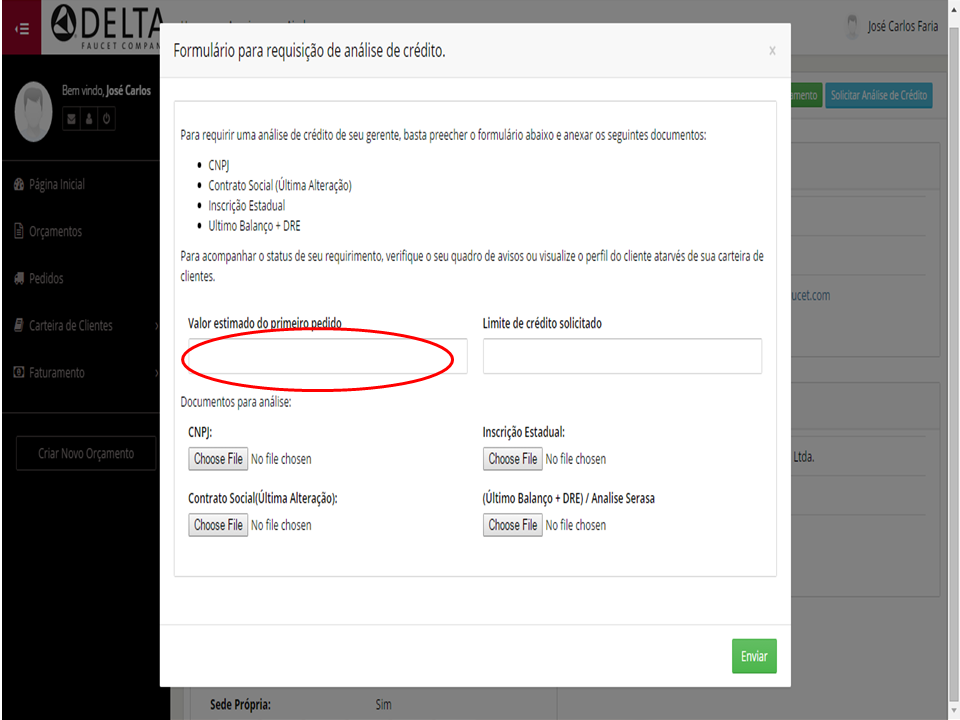 DELTA
FAUCET COMPAN
José Carlos Faria
Bem vindo, José Carlos
Página Inicial
Orçamentos
Pedidos
Carteira de Clientes
Faturamento
Criar Novo Orçamento
Formulário para requisição de análise de crédito.
x
amento
Solicitar Análise de Crédito
Para requirir uma análise de crédito de seu gerente, basta preecher o formulário abaixo e anexar os seguintes documentos:
• CNPJ
• Contrato Social (Última Alteração)
• Inscrição Estadual
• Ultimo Balanço + DRE
Para acompanhar o status de seu requirimento, verifique o seu quadro de avisos ou visualize o perfil do cliente atarvés de sua carteira de
clientes.
ucet.com
Valor estimado do primeiro pedido
Limite de crédito solicitado
Documentos para análise:
CNPJ:
Inscrição Estadual:
Choose File No file chosen
Choose File No file chosen
Ltda.
Contrato Social(Última Alteração):
(Último Balanço + DRE) / Analise Serasa
Choose File No file chosen
Choose File No file chosen
Enviar
Sede Própria: Sim